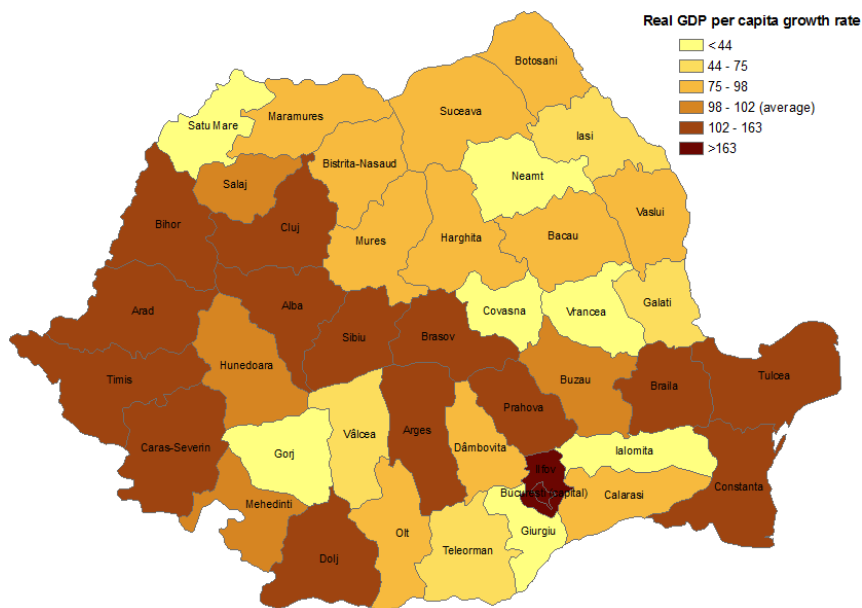 Real GDP per capita growth rate
< 44
44 - 75
75 - 98
98 - 102 (average)
102 - 163
>163
Botosani
Satu Mare
Maramures
Suceava
Iasi
Bistrita-Nasaud
Neamt
Salaj
Bihor
Cluj
Vaslui
Mures
Harghita
Bacau
Arad
Alba
Covasna
Vrancea
Galati
Sibiu
Brasov
Hunedoara
Timis
Buzau
Braila
Tulcea
Prahova
Caras-Severin
Vâlcea
Arges
Dâmbovita
Gorj
Ialomita
Ilfov
Bucuresti (capital)
Calarasi
Constanta
Mehedinti
Giurgiu
Olt
Teleorman
Dolj